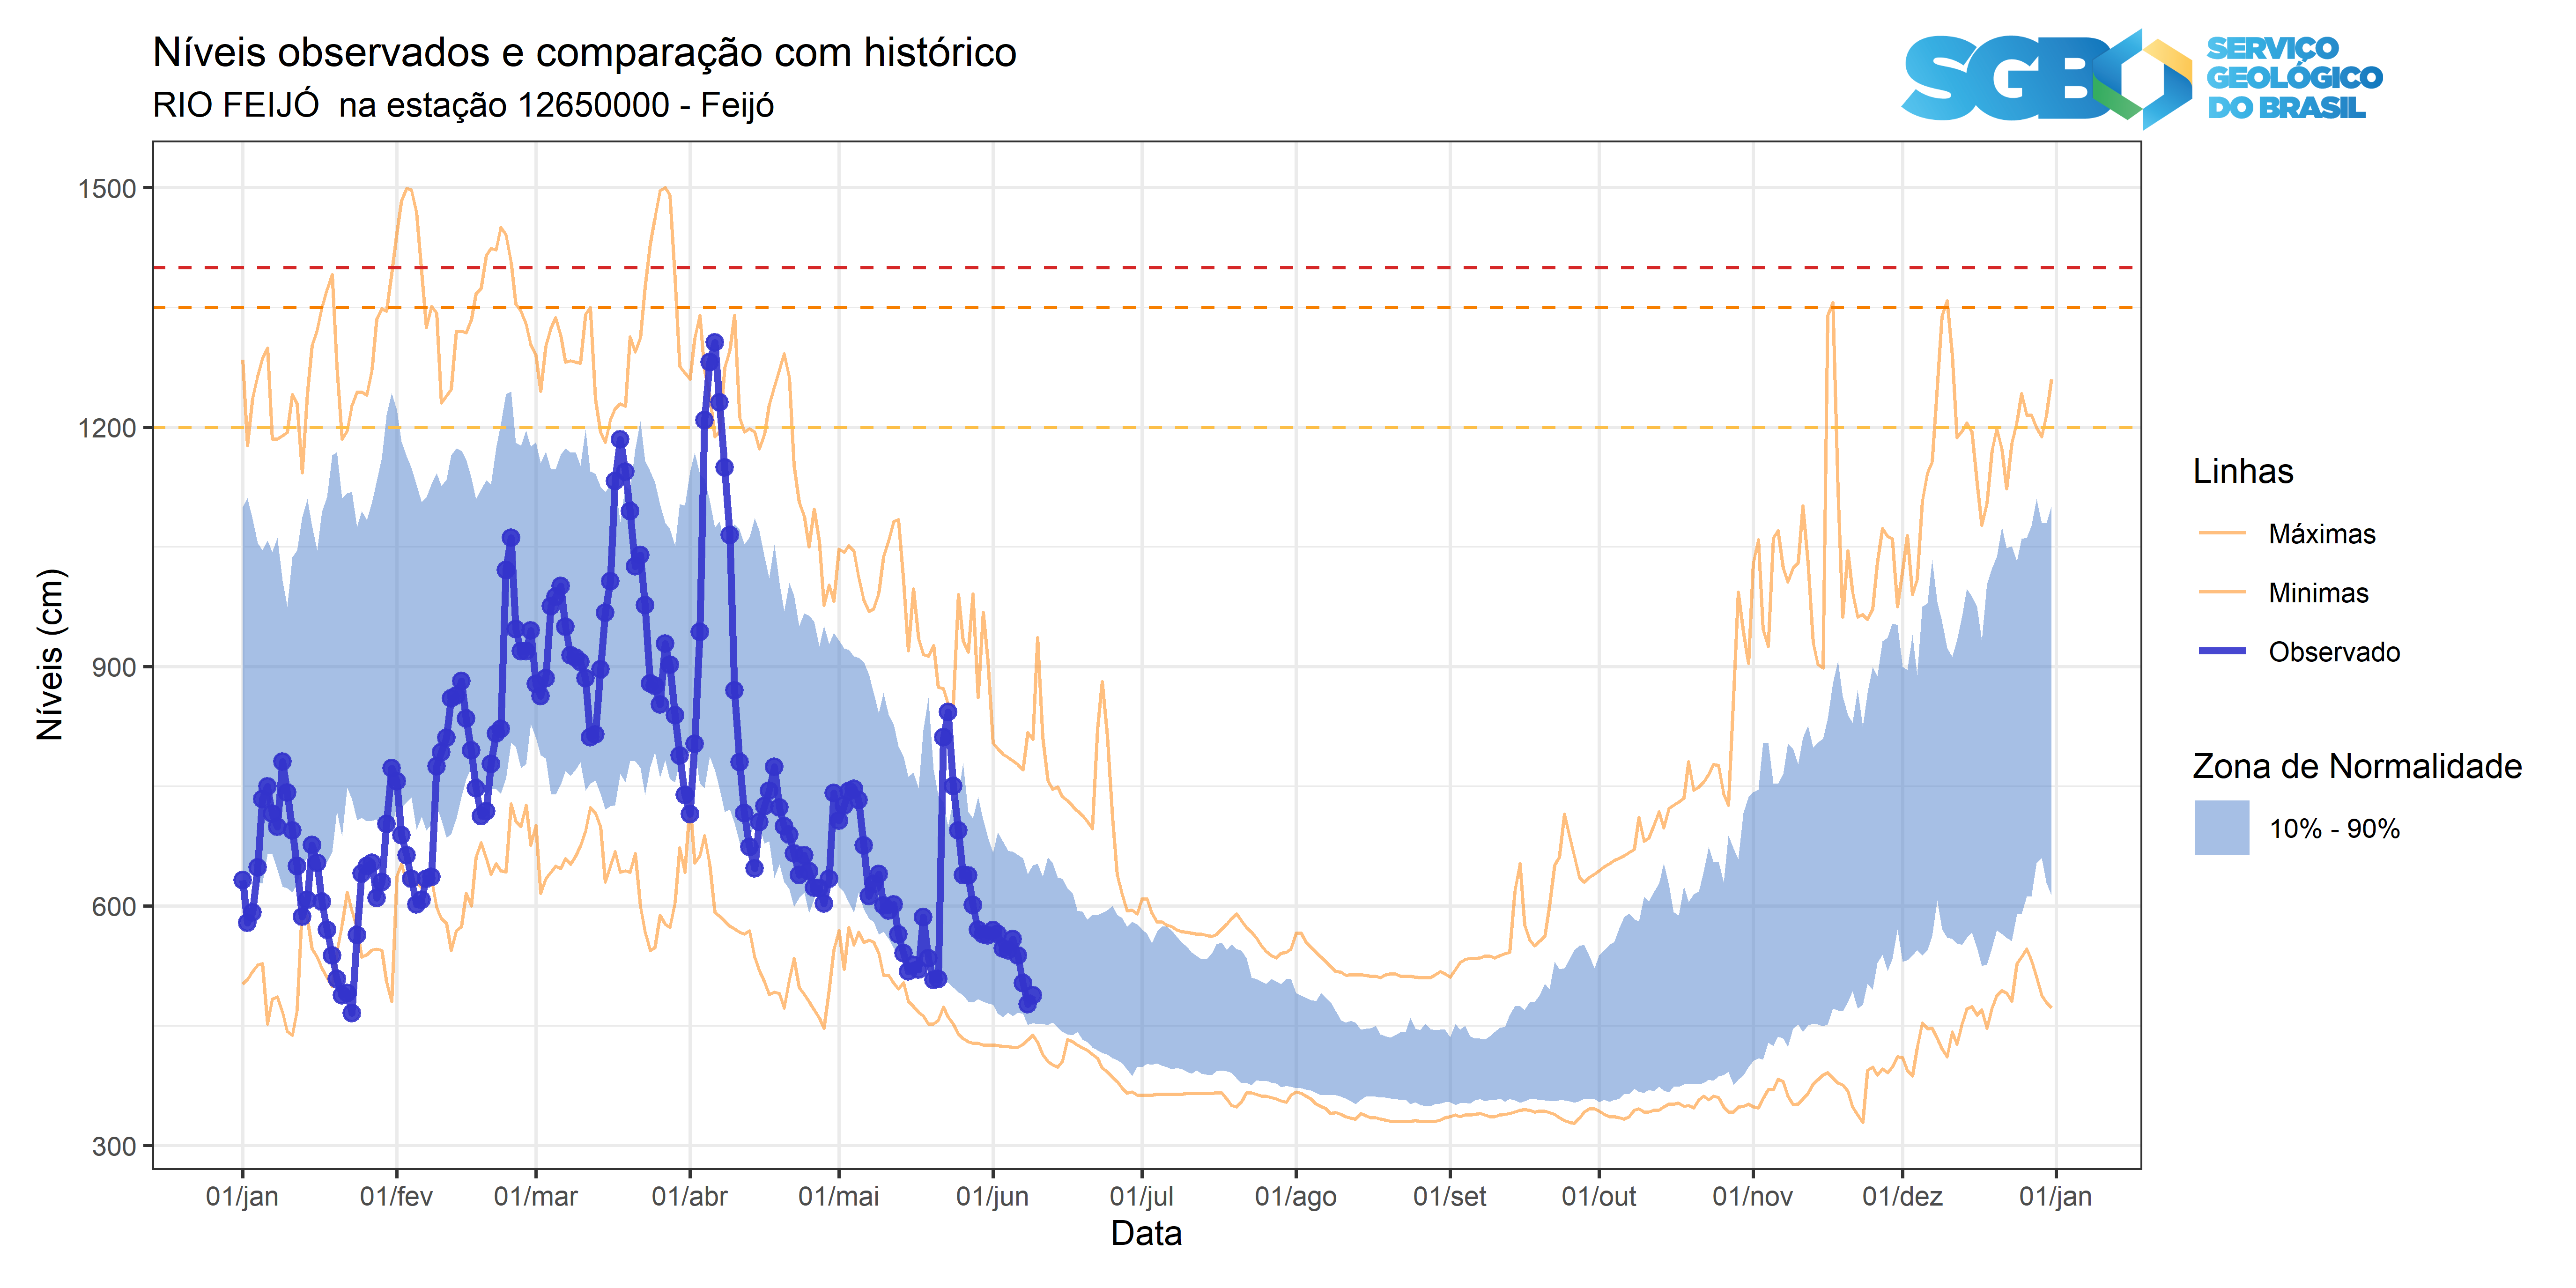 Níveis observados e comparação com histórico
RIO FEIJÓ  na estação 12650000 - Feijó
SGB
SERVIÇO
GEOLÓGICO
DO BRASIL
Níveis (cm)
1500
1200
900
600
300
01/jan
01/fev
01/mar
01/abr
01/mai
01/jun
01/jul
01/ago
01/set
01/out
01/nov
01/dez
01/jan
Data
Linhas
Máximas
Minimas
Observado
Zona de Normalidade
10% - 90%